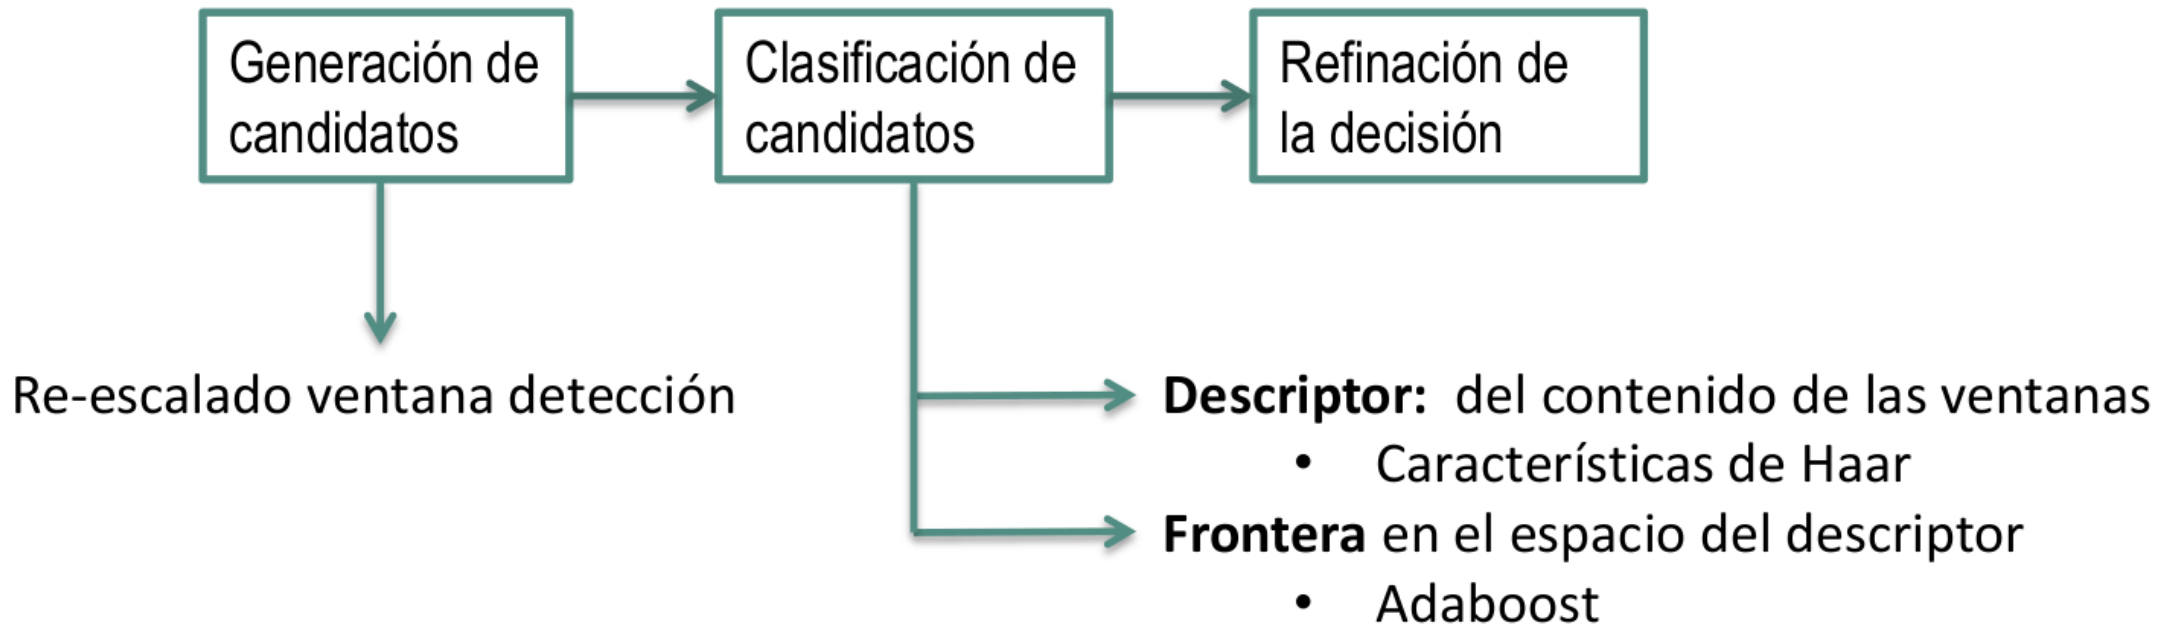 Generación de
candidatos
Clasificación de
candidatos
Refinación de
la decisión
Re-escalado ventana detección
Descriptor: del contenido de las ventanas
• Características de Haar
Frontera en el espacio del descriptor
• Adaboost